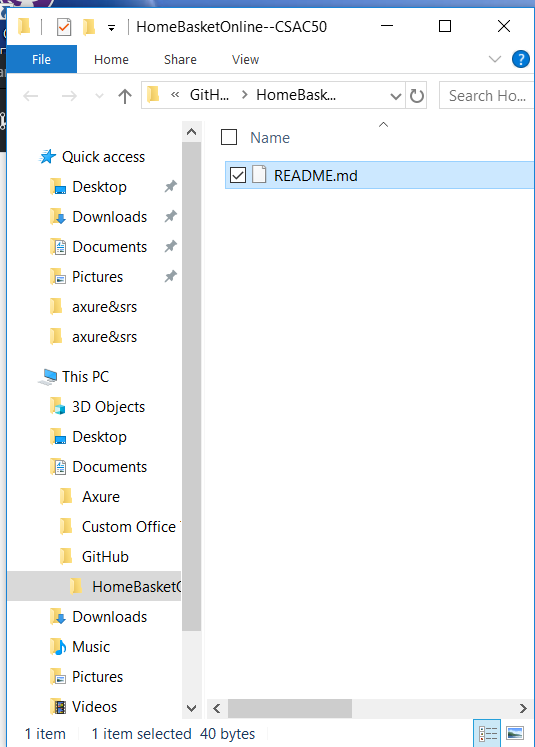 HomeBasketOnline--CSAC50
File Home Share View
« GitH... > HomeBask... Search Ho...
Name
README.md
Quick access
Desktop
Downloads
Documents
Pictures
axure&srs
axure&srs
This PC
3D Objects
Desktop
Documents
Axure
Custom Office
GitHub
HomeBasketO
Downloads
Music
Pictures
Videos
1 item 1 item selected 40 bytes